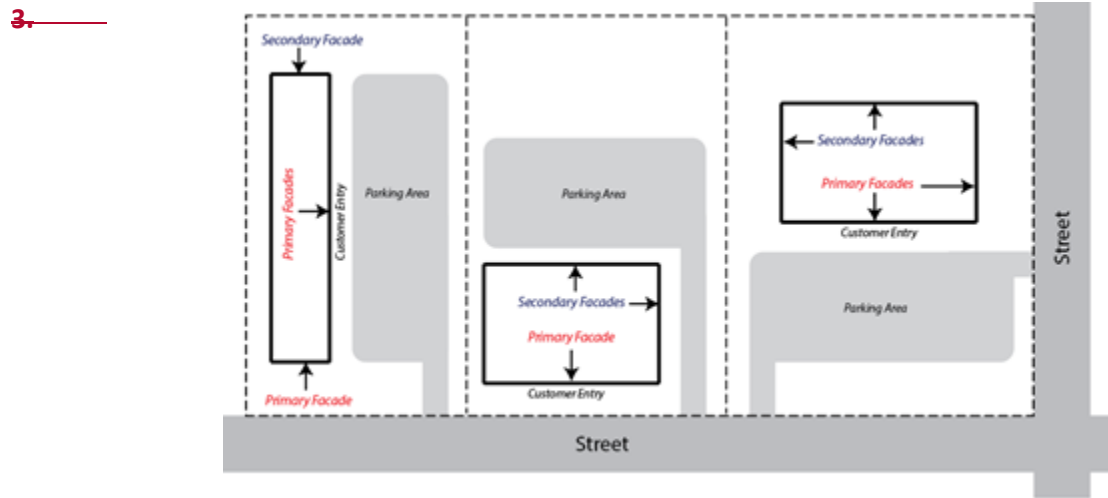 3.
Secondary Facade
Primary Facades
Customer Entry
Parking Area
Primary Facade
Parking Area
Secondary Facades
Primary Facade
Customer Entry
Secondary Facades
Primary Facades
Customer Entry
Parking Area
Street
Street